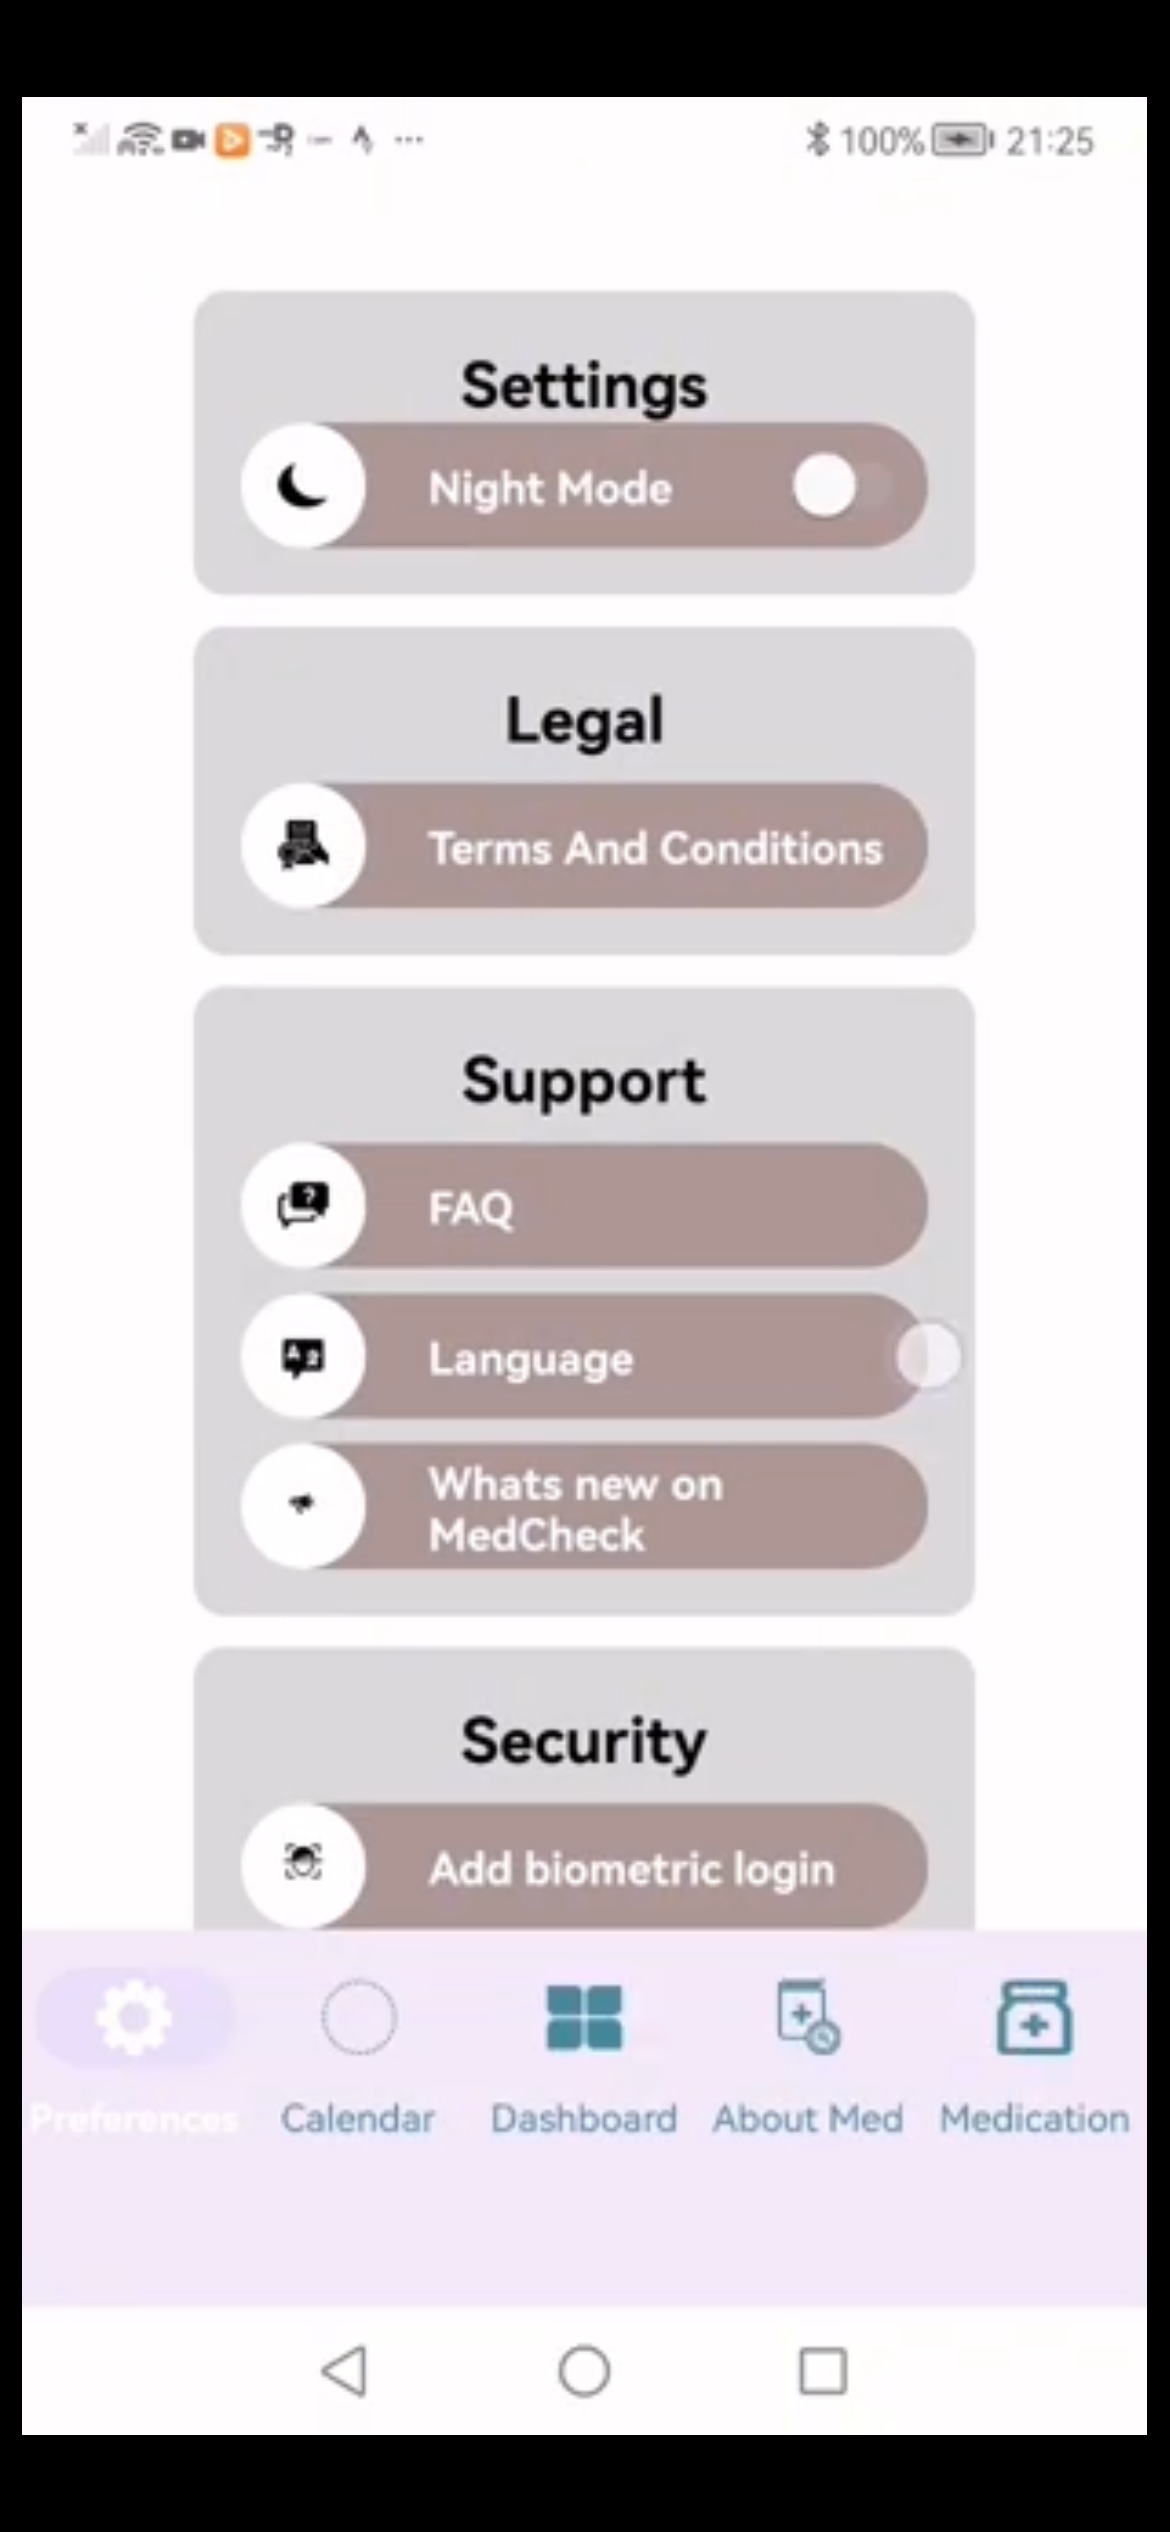 100% 21:25
Settings
Night Mode
Legal
Terms And Conditions
Support
FAQ
Language
Whats new on
MedCheck
Security
Add biometric login
Preferences Calendar Dashboard About Med Medication